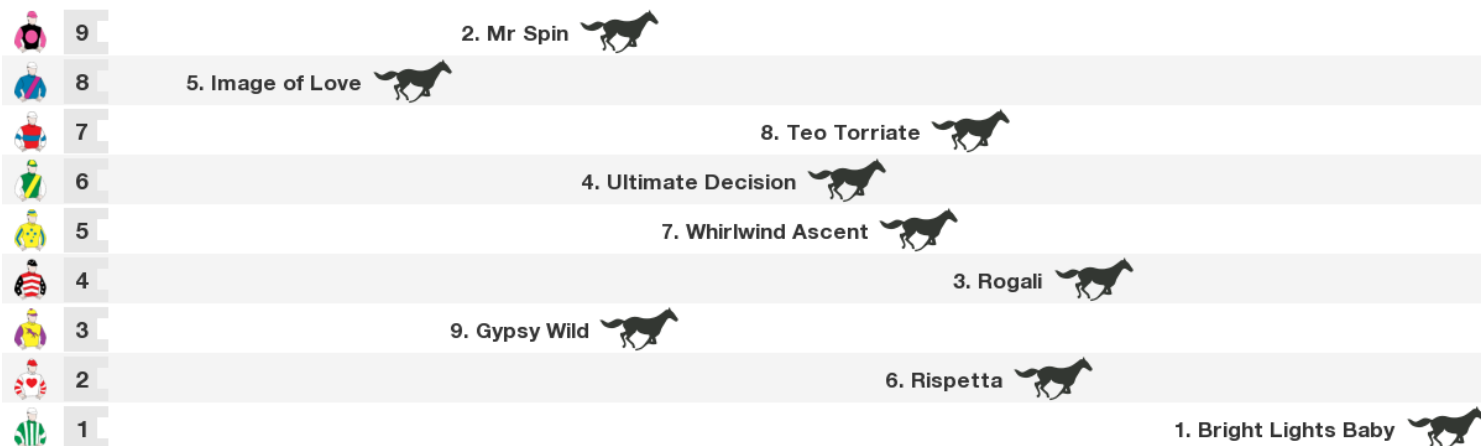 9 2. Mr Spin
8 5. Image of Love
7 8. Teo Torriate
6 4. Ultimate Decision
5 7. Whirlwind Ascent
4 3. Rogali
3 9. Gypsy Wild
2 6. Rispetta
1 1. Bright Lights Baby